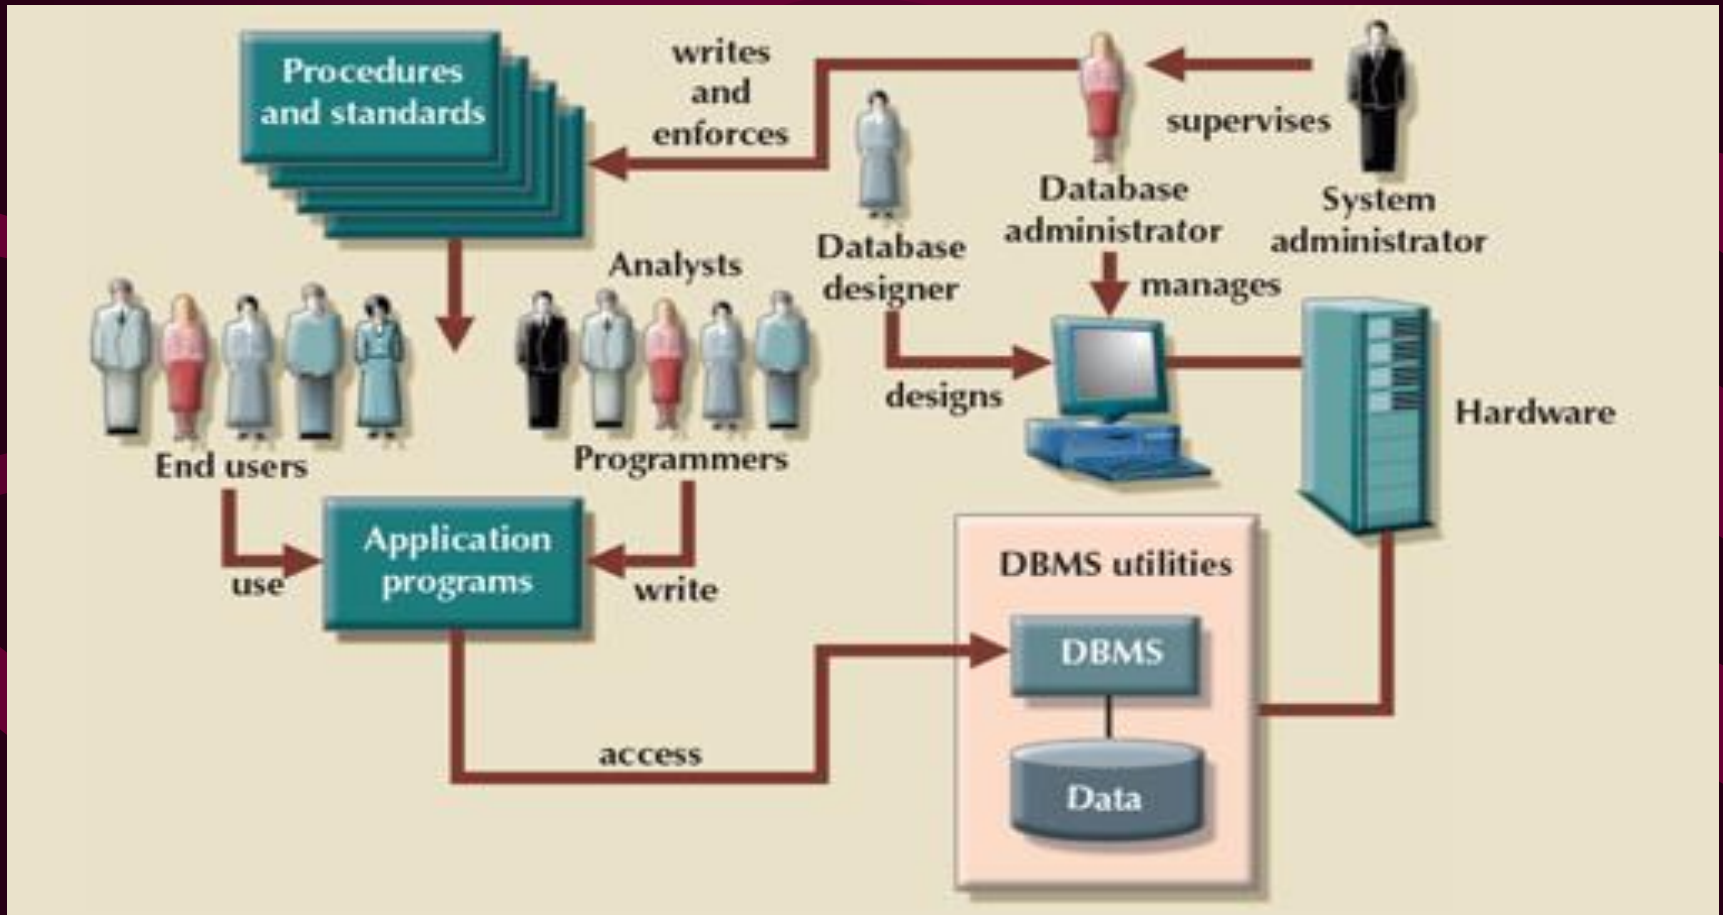 Procedures
and standards
writes
and
enforces
supervises
Database
administrator
System
administrator
Database
designer
Analysts
manages
designs
Hardware
End users
Programmers
Application
programs
use
write
DBMS utilities
DBMS
access
Data